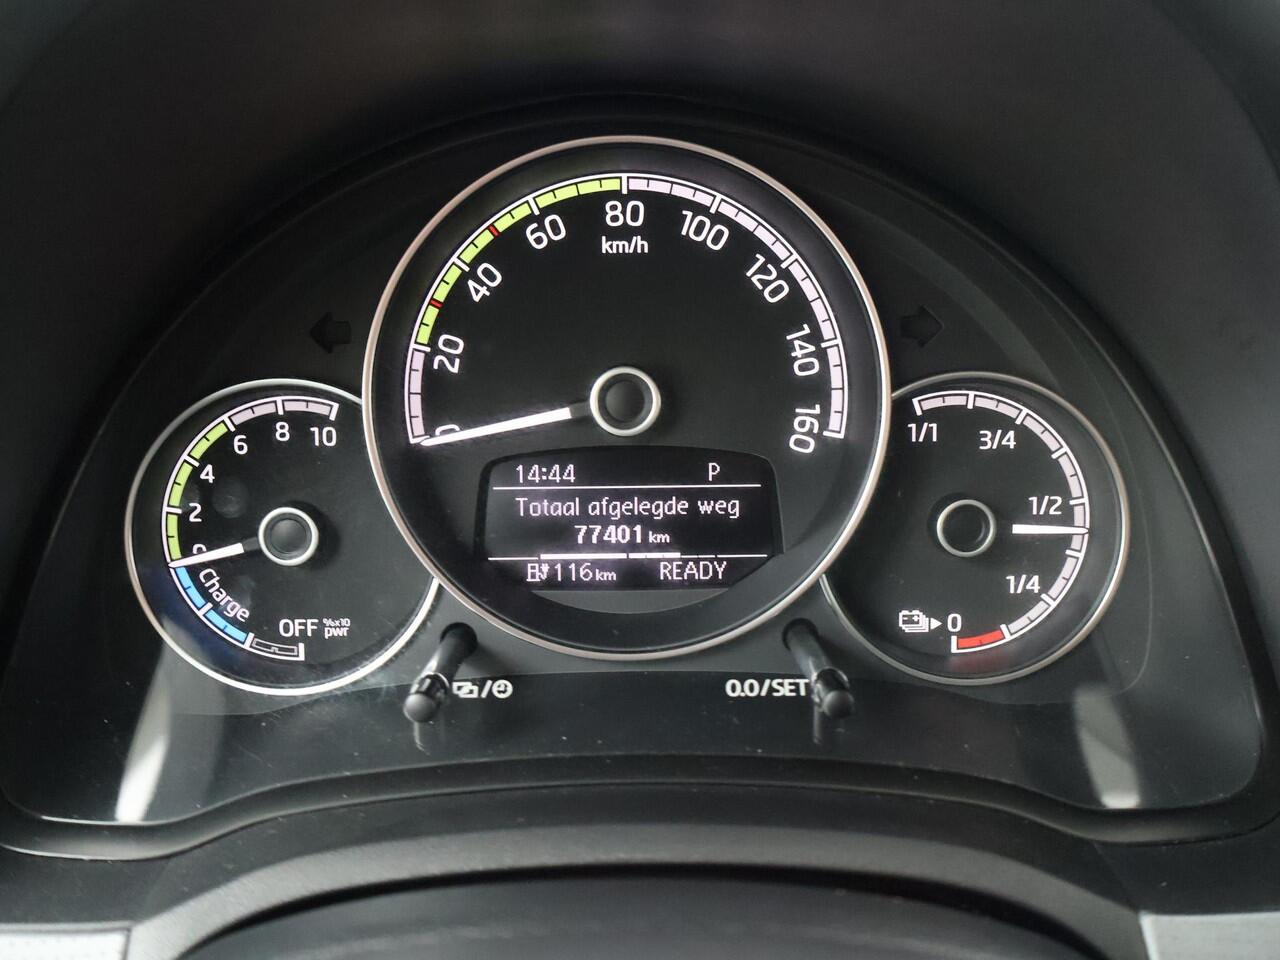 80
60
100
km/h
40
120
20
140
0
160
10
8
6
4
2
0
Charge
OFF %x10
pwr
1/1
3/4
1/2
1/4
0
14:44 P
Totaal afgelegde weg
77401 km
116 km READY
0.0/SET